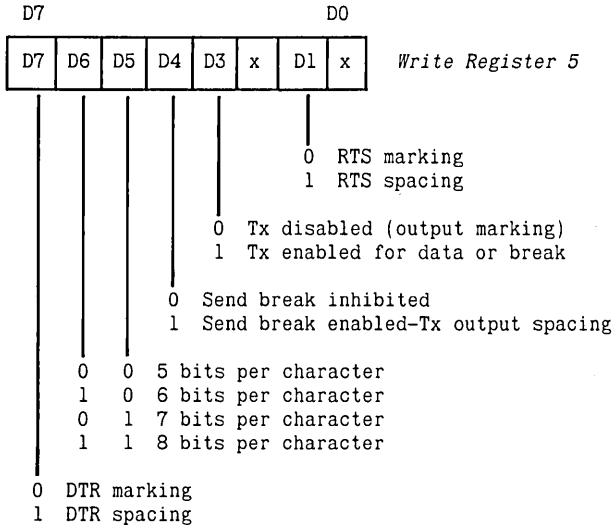 D7 D0
D7 D6 D5 D4 D3 x D1 x Write Register 5
0 RTS marking
1 RTS spacing
0 Tx disabled (output marking)
1 Tx enabled for data or break
0 Send break inhibited
1 Send break enabled-Tx output spacing
0 0 5 bits per character
1 0 6 bits per character
0 1 7 bits per character
1 1 8 bits per character
0 DTR marking
1 DTR spacing